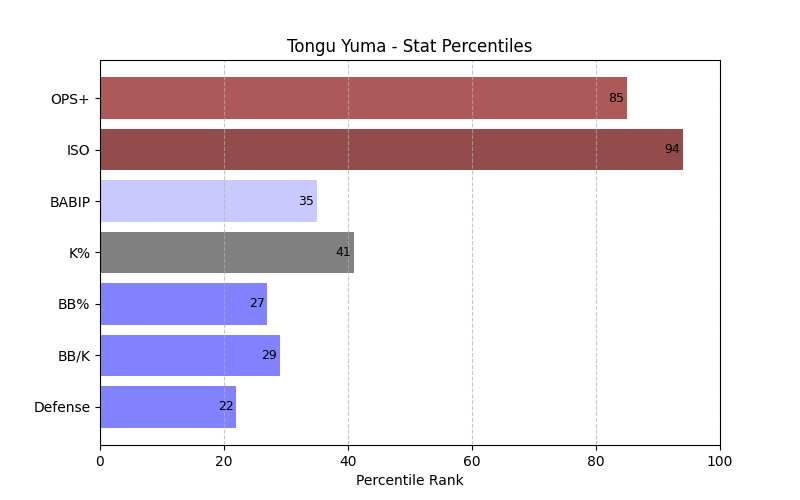 Tongu Yuma - Stat Percentiles
OPS+ 85
ISO 94
BABIP 35
K% 41
BB% 27
BB/K 29
Defense 22
0 20 40 60 80 100
Percentile Rank